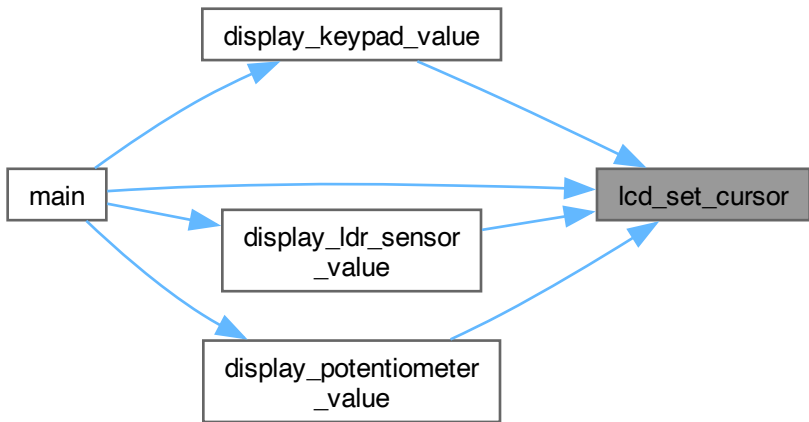 display_keypad_value
main
lcd_set_cursor
display_ldr_sensor
_value
display_potentiometer
_value